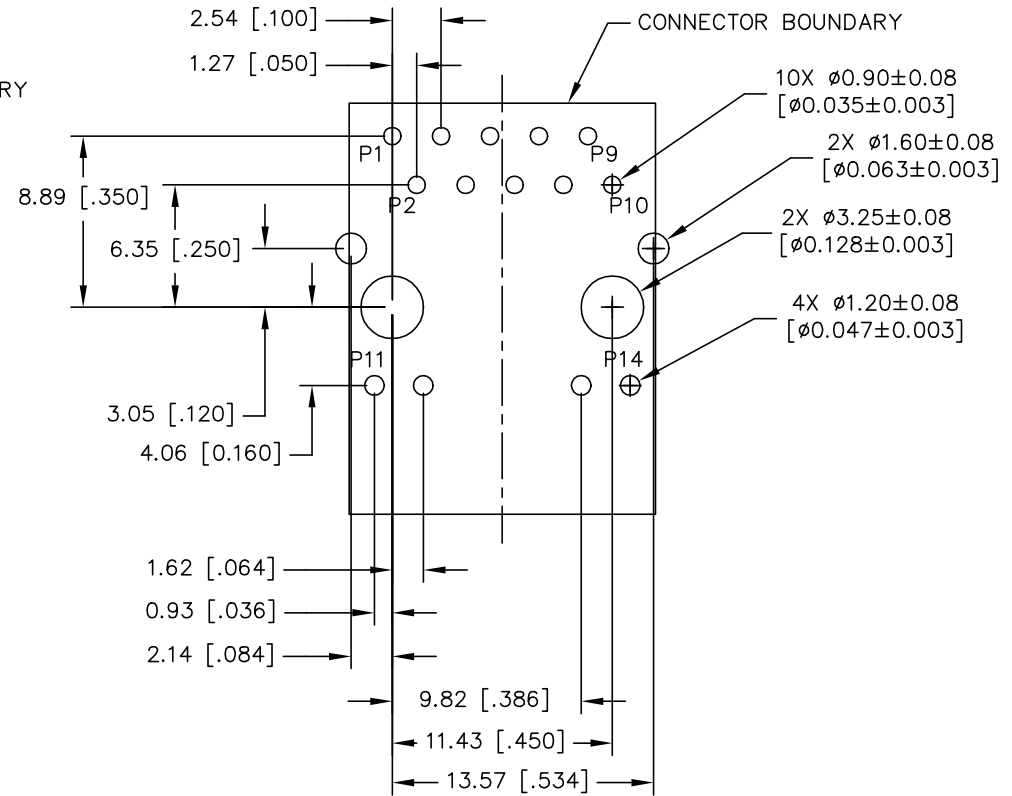 2.54 [.100]
CONNECTOR BOUNDARY
1.27 [.050]
RY
10X ø0.90±0.08
[ø0.035±0.003]
P1
P9
2X ø1.60±0.08
[ø0.063±0.003]
8.89 [.350]
P2
P10
2X ø3.25±0.08
[ø0.128±0.003]
6.35 [.250]
4X ø1.20±0.08
[ø0.047±0.003]
P11
P14
3.05 [.120]
4.06 [0.160]
1.62 [.064]
0.93 [.036]
2.14 [.084]
9.82 [.386]
11.43 [.450]
13.57 [.534]